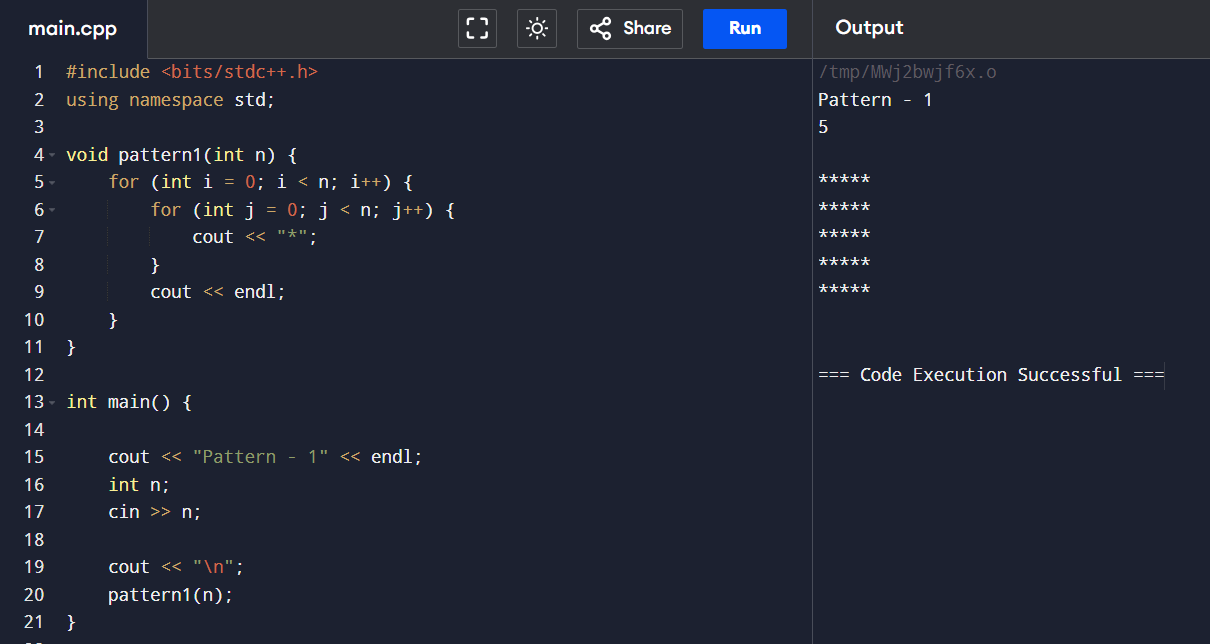 main.cpp
Share
Run
Output
1 #include <bits/stdc++.h>
2 using namespace std;
3
4 void pattern1(int n) {
5     for (int i = 0; i < n; i++) {
6         for (int j = 0; j < n; j++) {
7             cout << "*";
8         }
9         cout << endl;
10     }
11 }
12
13 int main() {
14
15     cout << "Pattern - 1" << endl;
16     int n;
17     cin >> n;
18
19     cout << "\n";
20     pattern1(n);
21 }
/tmp/MWj2bwjf6x.o
Pattern - 1
5
*****
*****
*****
*****
*****
=== Code Execution Successful ===